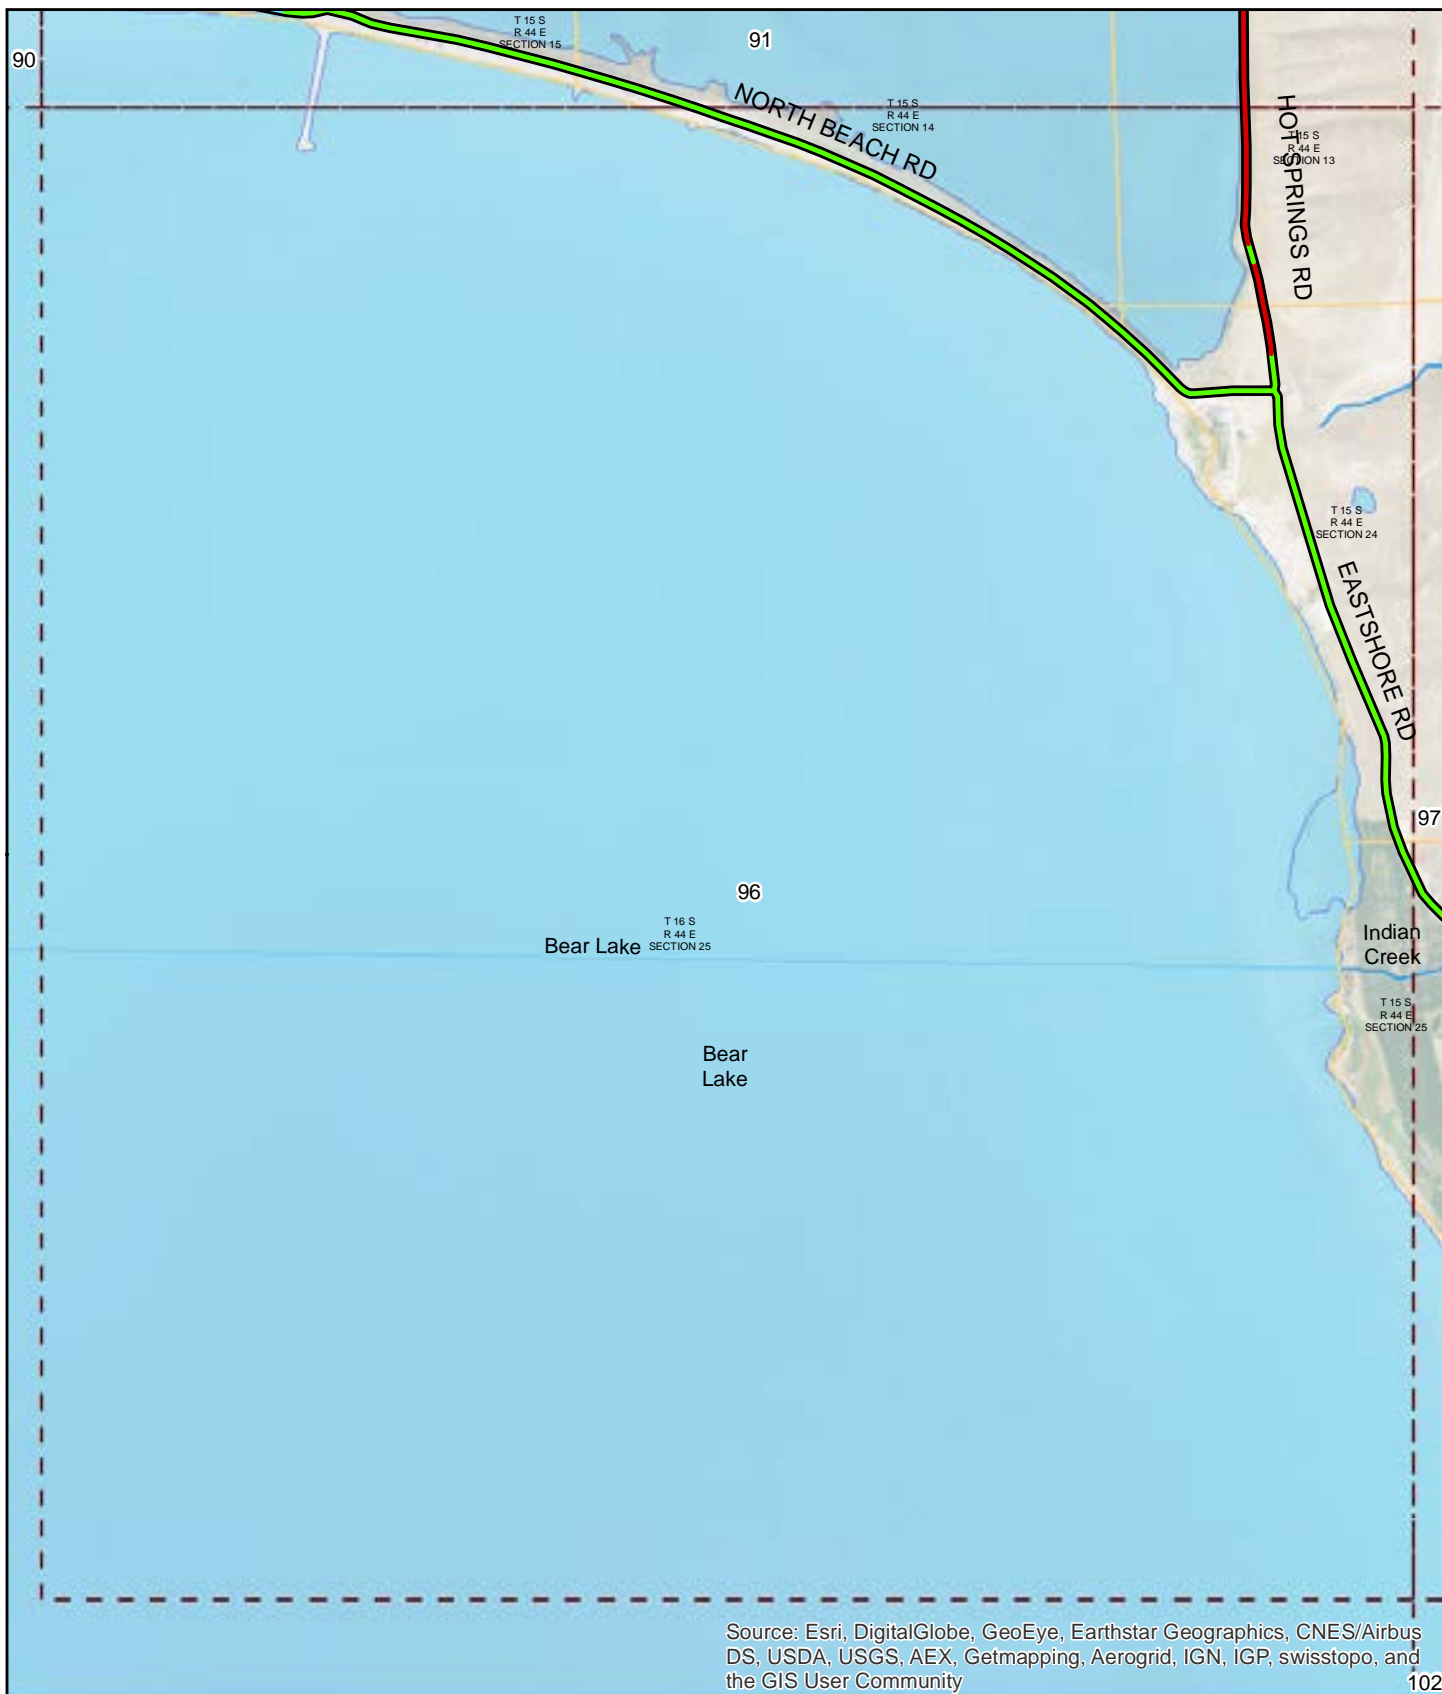 T 15 S
R 44 E
SECTION 15
91
90
NORTH BEACH RD
T 15 S
R 44 E
SECTION 14
HOT SPRINGS RD
T 15 S
R 44 E
SECTION 13
T 15 S
R 44 E
SECTION 24
EASTSHORE RD
97
96
T 16 S
R 44 E
SECTION 25
Bear Lake
Indian
Creek
T 15 S
R 44 E
SECTION 25
Bear
Lake
Source: Esri, DigitalGlobe, GeoEye, Earthstar Geographics, CNES/Airbus
DS, USDA, USGS, AEX, Getmapping, Aerogrid, IGN, IGP, swisstopo, and
the GIS User Community
102